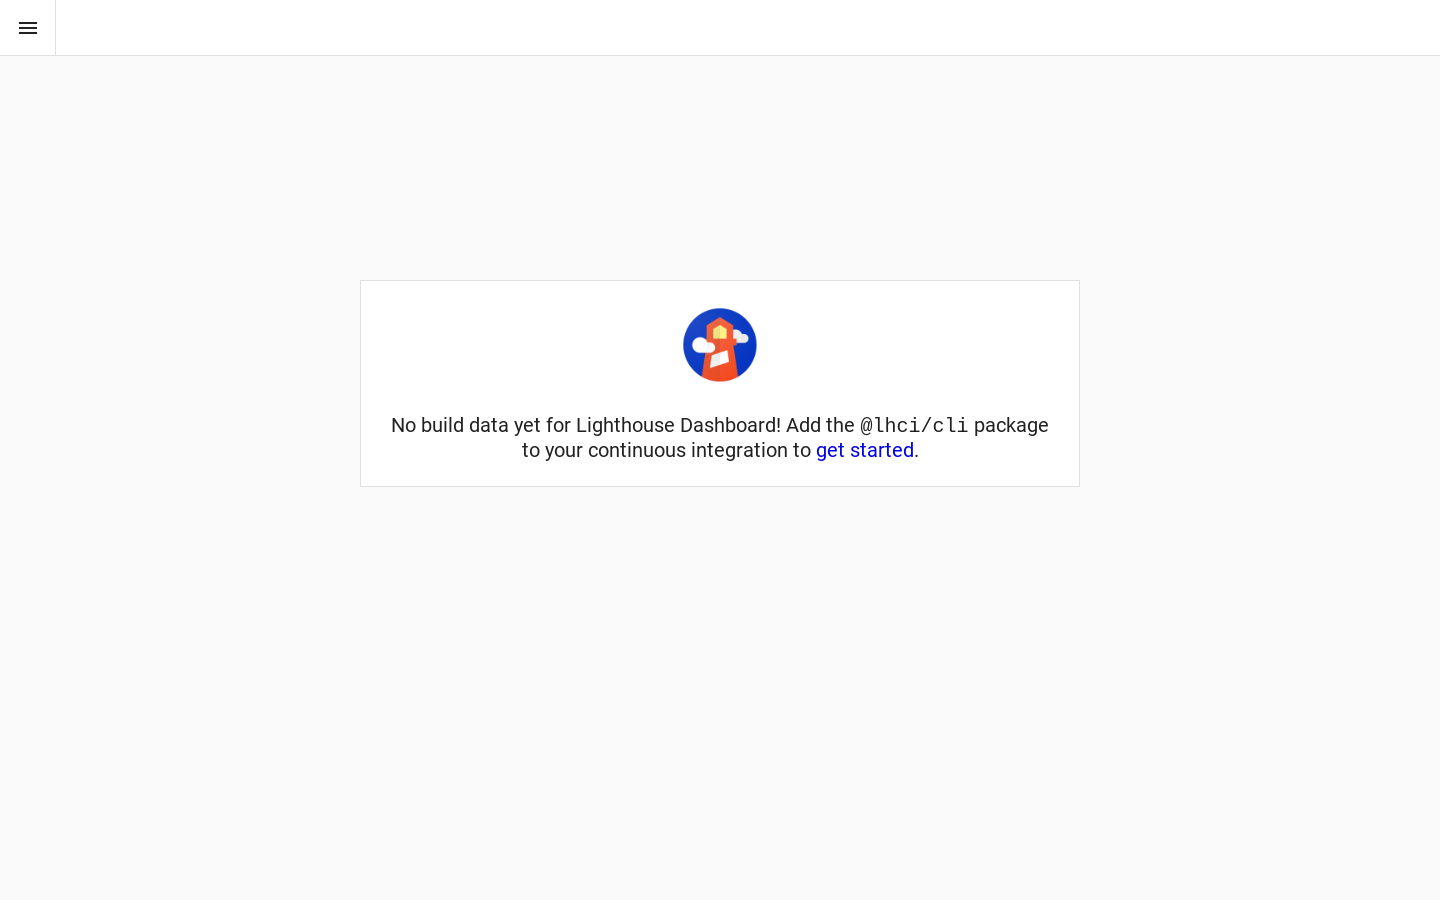 No build data yet for Lighthouse Dashboard! Add the @lhci/cli package
to your continuous integration to get started.